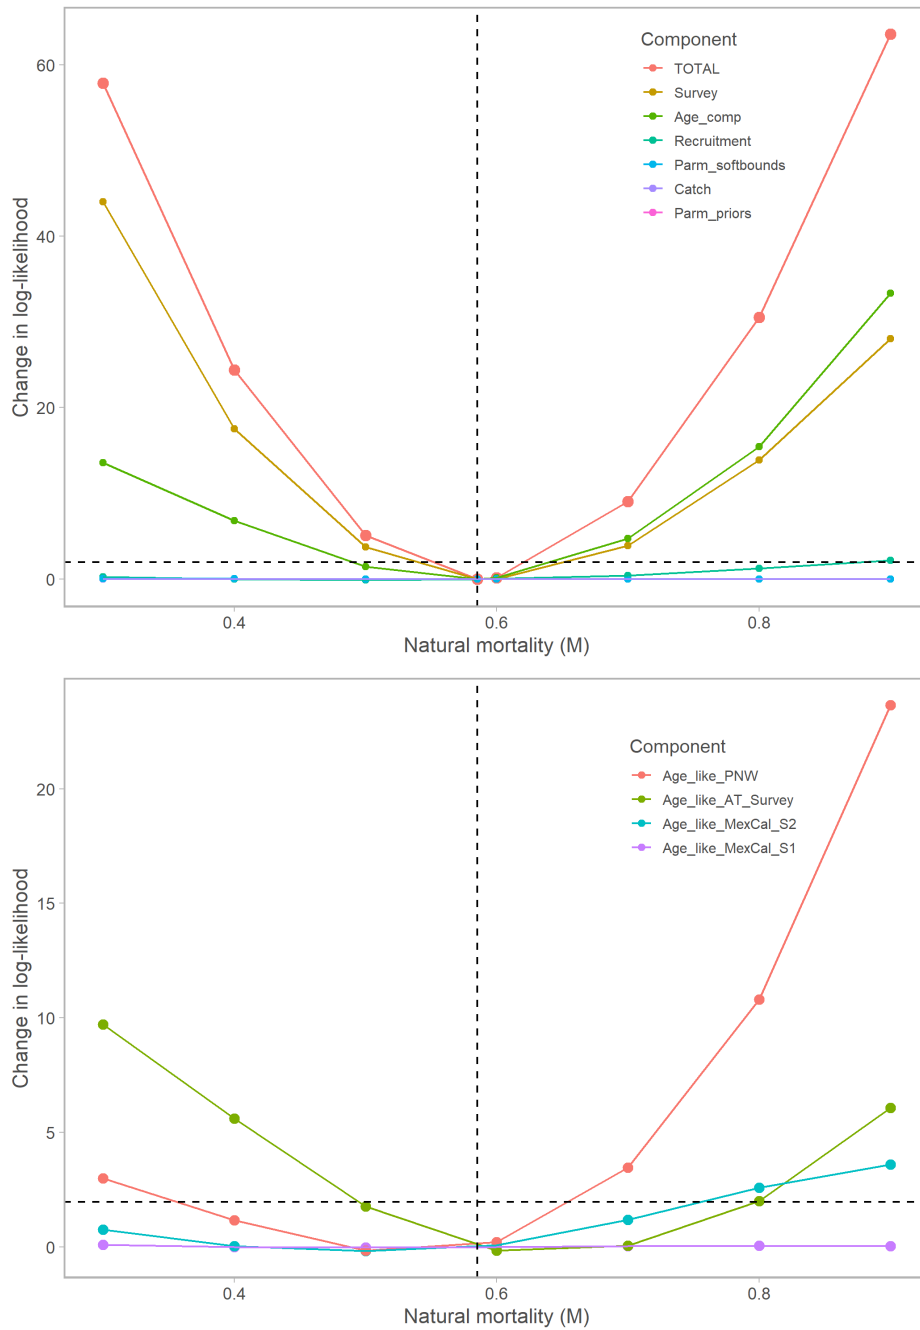 Change in log-likelihood
60
40
20
0
Component
TOTAL
Survey
Age_comp
Recruitment
Parm_softbounds
Catch
Parm_priors
0.4
0.6
0.8
Natural mortality (M)
Change in log-likelihood
20
15
10
5
0
Component
Age_like_PNW
Age_like_AT_Survey
Age_like_MexCal_S2
Age_like_MexCal_S1
0.4
0.6
0.8
Natural mortality (M)